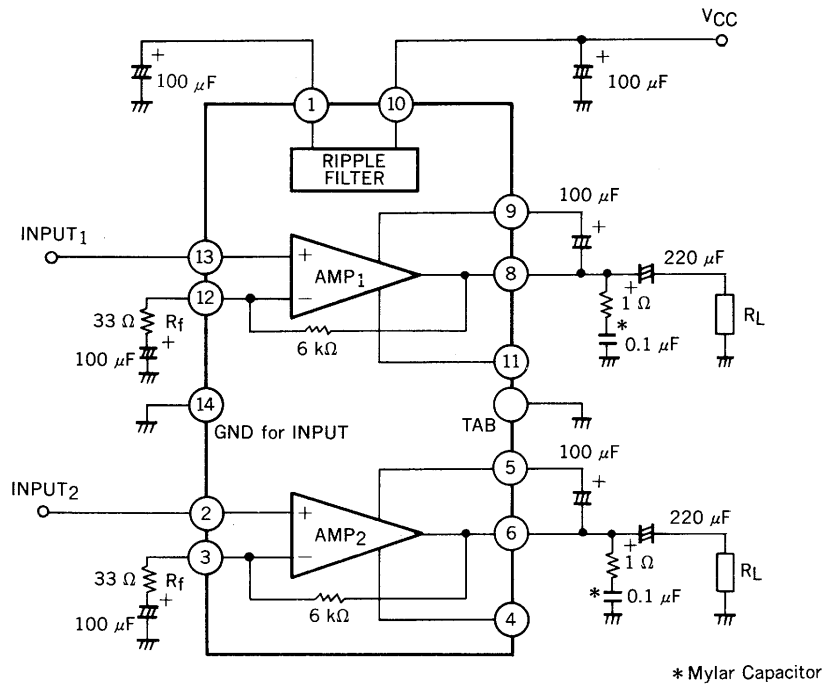 VCC
+
100 μF
+
100 μF
1
10
RIPPLE
FILTER
100 μF
9
+
INPUT1
13
+
AMP1
8
220 μF
12
−
+
1 Ω
RL
33 Ω
Rf
+
6 kΩ
*
0.1 μF
100 μF
11
14
GND for INPUT
TAB
100 μF
5
+
INPUT2
2
+
AMP2
6
220 μF
3
−
+
1 Ω
RL
33 Ω
Rf
+
6 kΩ
*
0.1 μF
100 μF
4
* Mylar Capacitor